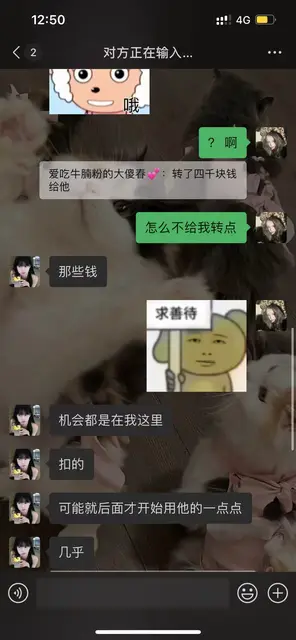 12:50
4G
2
对方正在输入...
哦
? 啊
爱吃牛腩粉的大傻春💞：转了四千块钱
给他
怎么不给我转点
那些钱
求善待
机会都是在我这里
扣的
可能就后面才开始用他的一点点
几乎